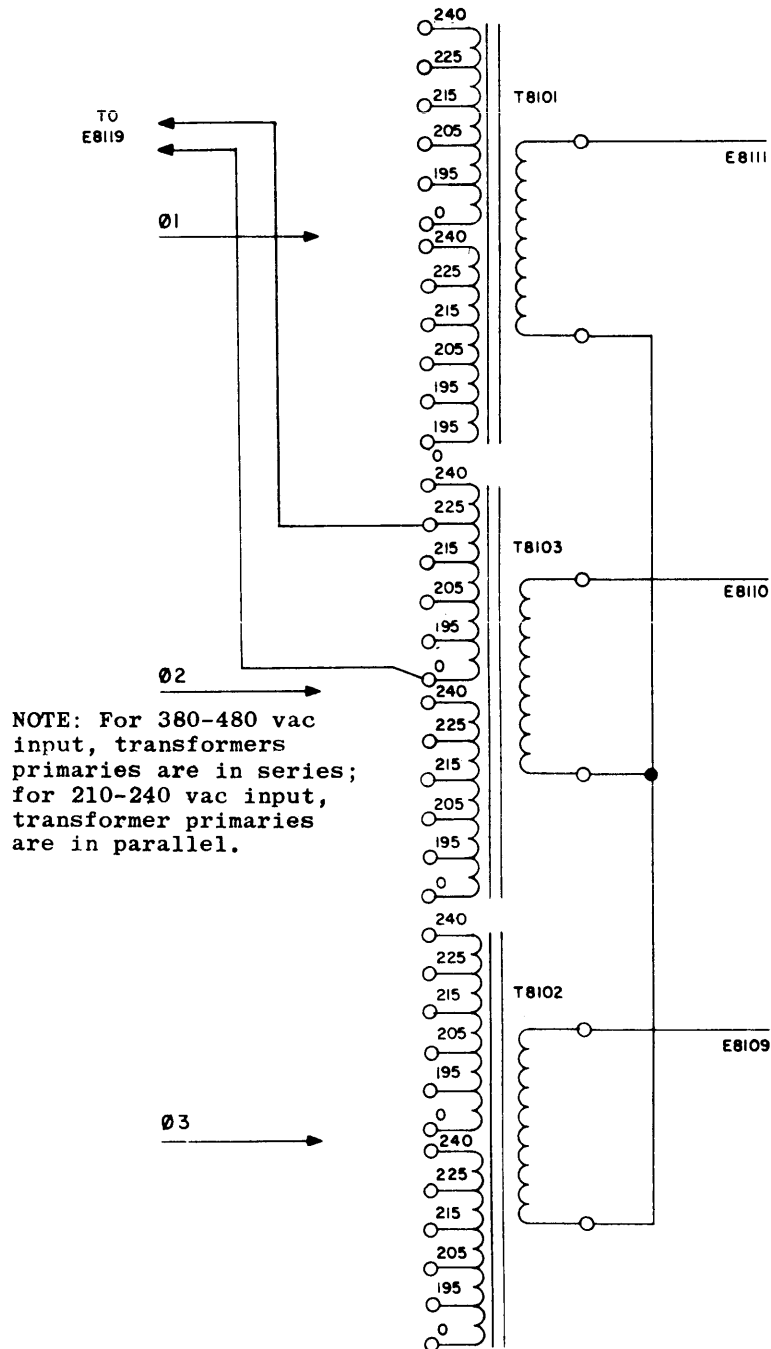 240
225
215
T8101
TO
E8119
205
E8111
195
Ø1
0
240
225
215
205
195
195
0
240
225
215
T8103
205
E8110
195
0
Ø2
240
NOTE: For 380-480 vac
input, transformers
primaries are in series;
for 210-240 vac input,
transformer primaries
are in parallel.
225
215
205
195
0
240
225
215
T8102
205
E8109
195
0
Ø3
240
225
215
205
195
0